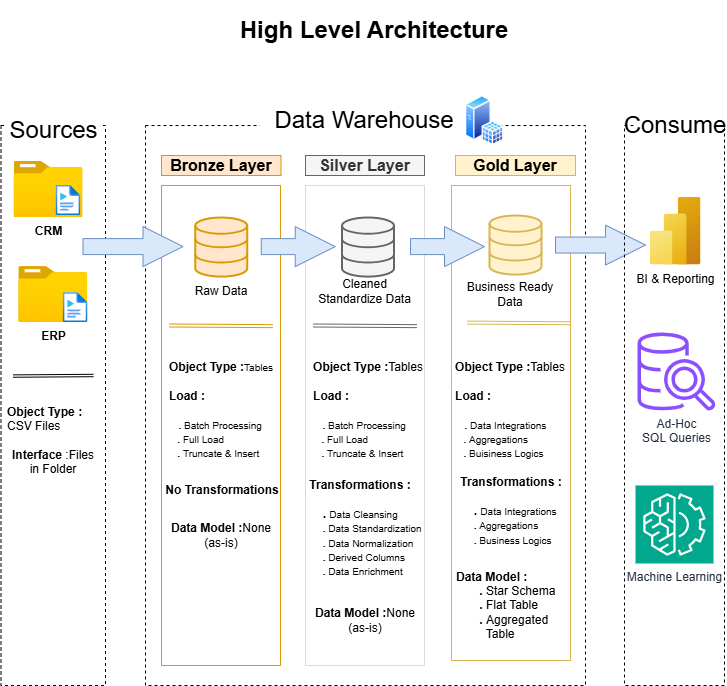 High Level Architecture
Sources
CRM
ERP
Object Type :
CSV Files
Interface :Files
in Folder
Data Warehouse
Bronze Layer
Raw Data
Object Type :Tables
Load :
. Batch Processing
. Full Load
. Truncate & Insert
No Transformations
Data Model :None
(as-is)
Silver Layer
Cleaned
Standardize Data
Object Type :Tables
Load :
. Batch Processing
. Full Load
. Truncate & Insert
Transformations :
. Data Cleansing
. Data Standardization
. Data Normalization
. Derived Columns
. Data Enrichment
Data Model :None
(as-is)
Gold Layer
Business Ready
Data
Object Type :Tables
Load :
. Data Integrations
. Aggregations
. Buisiness Logics
Transformations :
. Data Integrations
. Aggregations
. Business Logics
Data Model :
. Star Schema
. Flat Table
. Aggregated
Table
Consume
BI & Reporting
Ad-Hoc
SQL Queries
Machine Learning